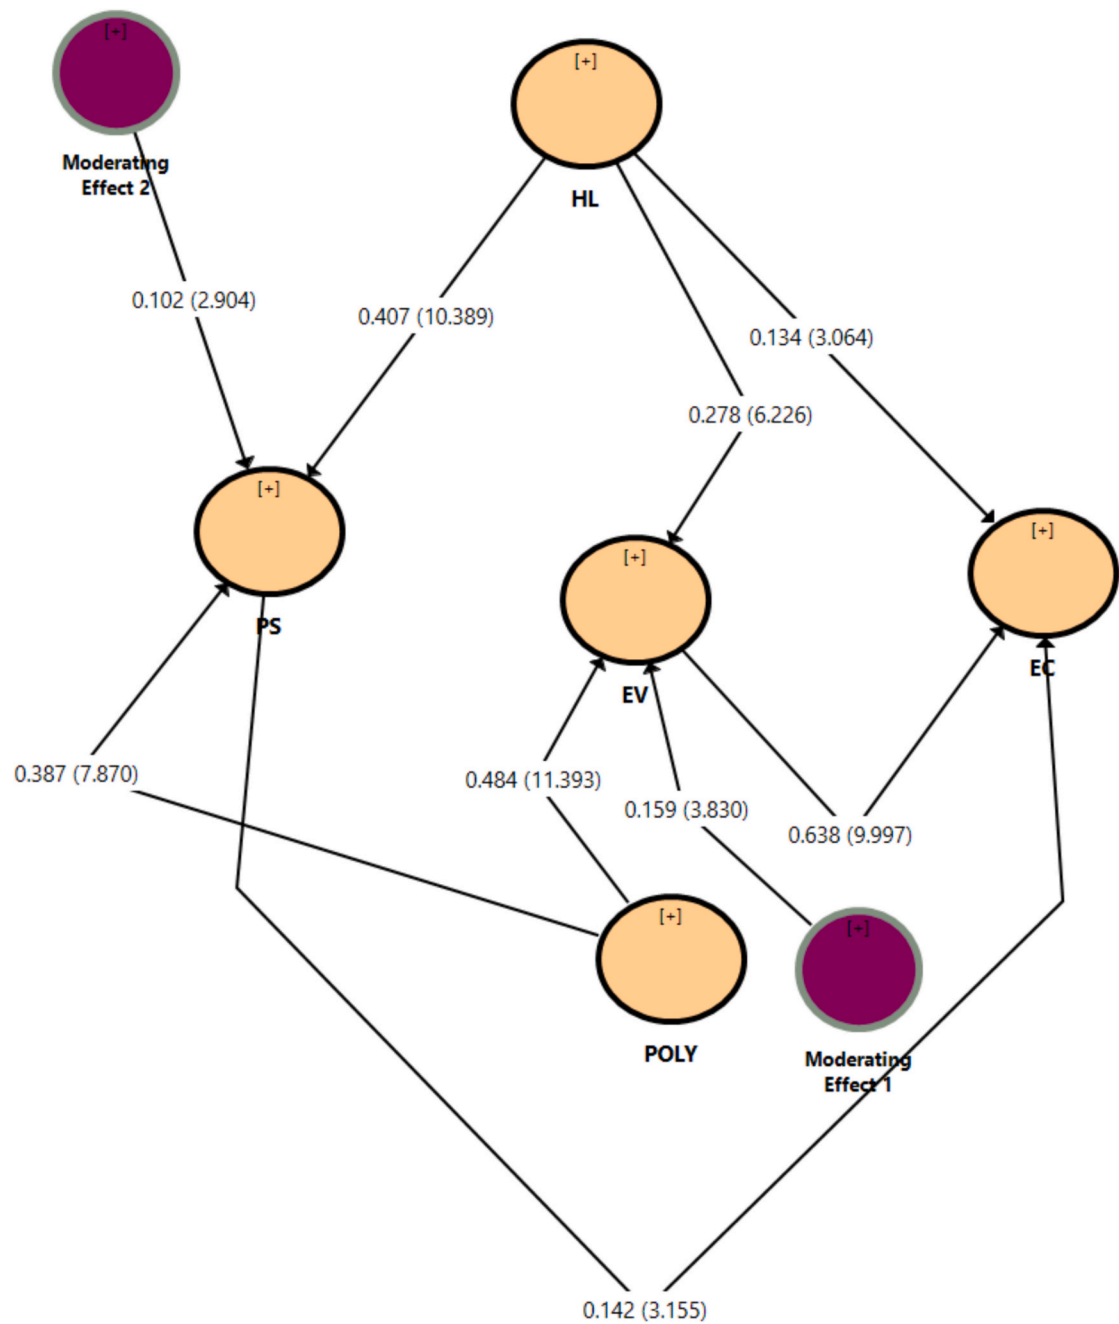 [+]
Moderating
Effect 2
[+]
HL
0.102 (2.904)
0.407 (10.389)
0.134 (3.064)
0.278 (6.226)
[+]
PS
[+]
EV
[+]
EC
0.387 (7.870)
0.484 (11.393)
0.159 (3.830)
0.638 (9.997)
[+]
POLY
[+]
Moderating
Effect 1
0.142 (3.155)